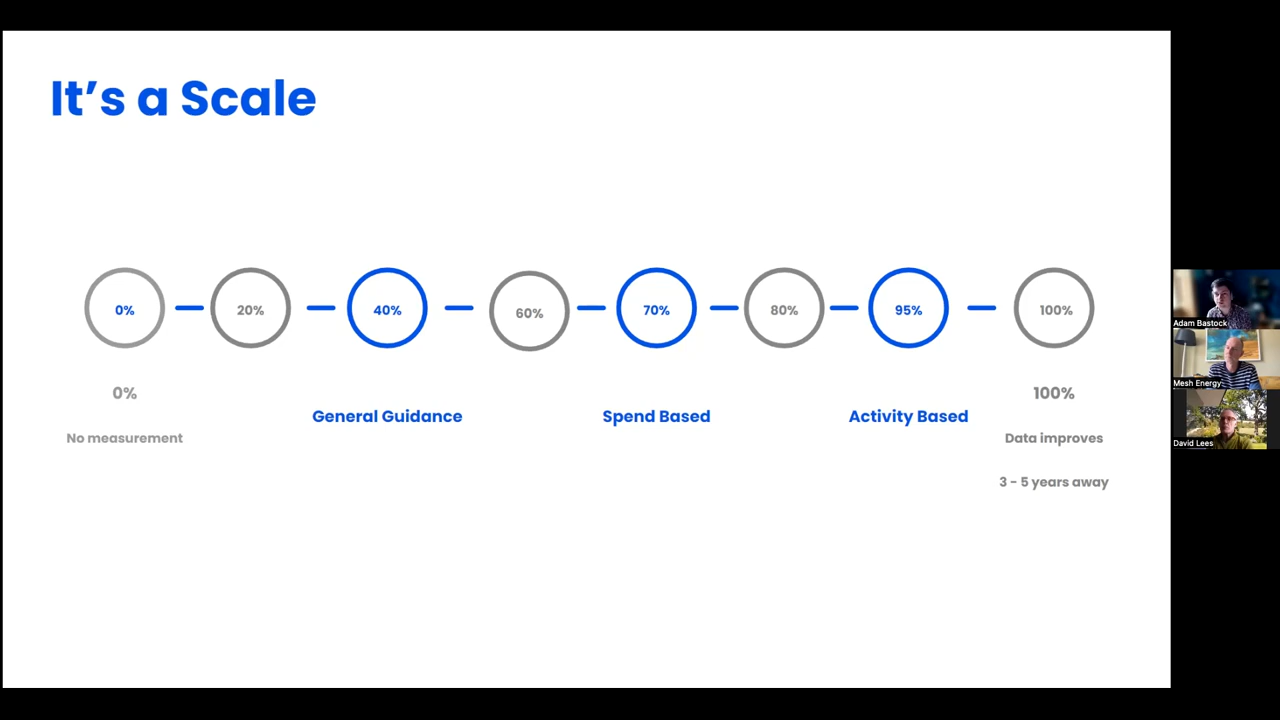 It's a Scale
0% 20% 40% 60% 70% 80% 95% 100%
0% 100%
General Guidance Spend Based Activity Based
No measurement Data improves
3 - 5 years away
Adam Bastock
Mesh Energy
David Lees